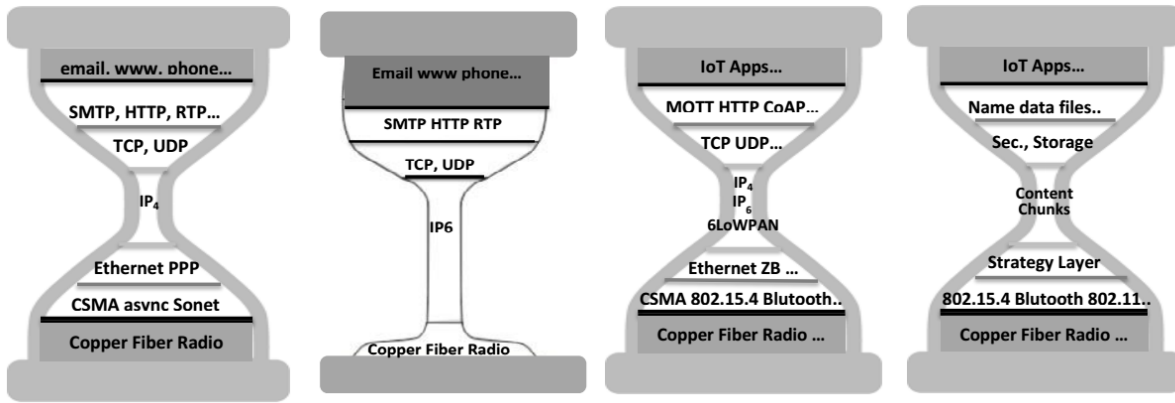 email. www. phone...
SMTP, HTTP, RTP...
TCP, UDP
IP4
Ethernet PPP
CSMA async Sonet
Copper Fiber Radio
Email www phone...
SMTP HTTP RTP
TCP, UDP
IP6
Copper Fiber Radio
IoT Apps...
MOTT HTTP CoAP...
TCP UDP...
IP4
IP6
6LoWPAN
Ethernet ZB ...
CSMA 802.15.4 Blutooth..
Copper Fiber Radio ...
IoT Apps...
Name data files..
Sec., Storage
Content
Chunks
Strategy Layer
802.15.4 Blutooth 802.11..
Copper Fiber Radio ...